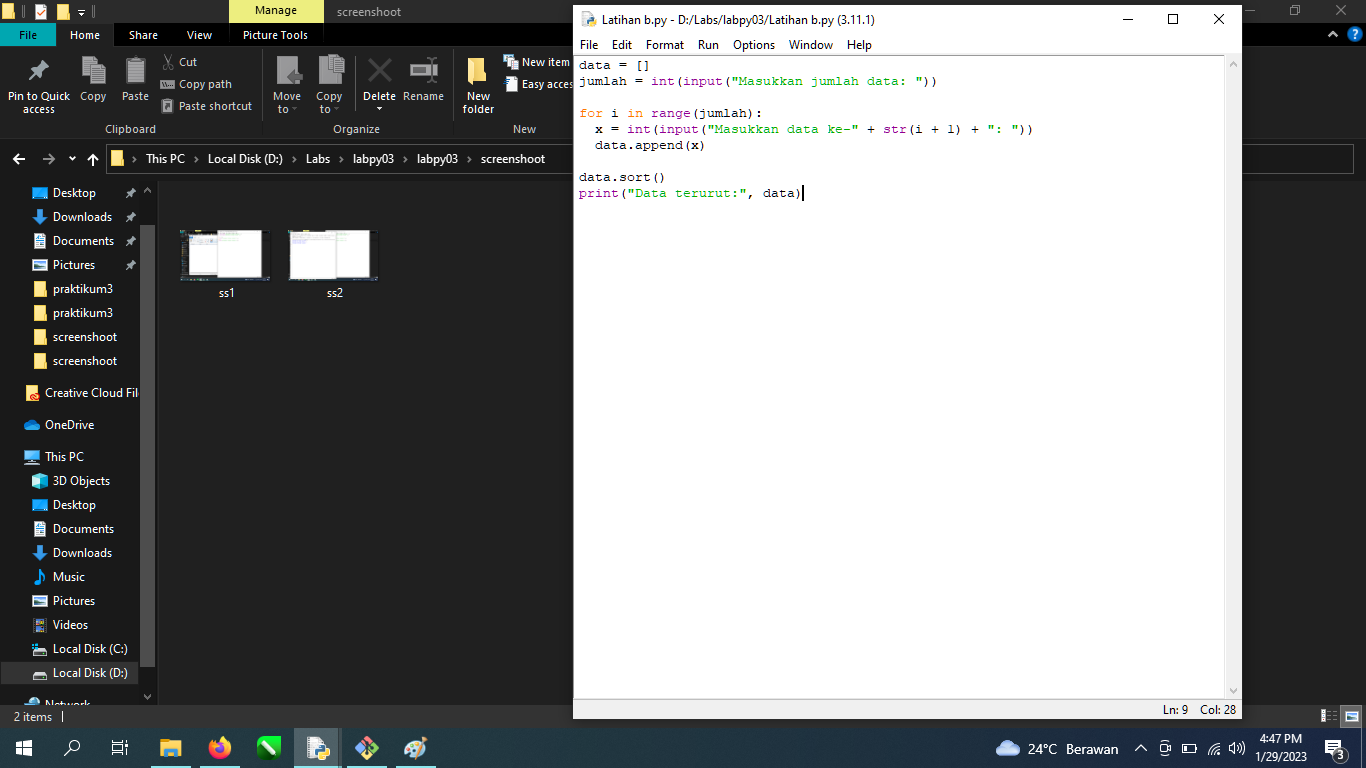 Manage
screenshoot
File
Home
Share
View
Picture Tools
Pin to Quick access
Copy
Paste
Cut
Copy path
Paste shortcut
Clipboard
Move to
Copy to
Delete
Rename
Organize
New folder
New item
Easy acces
New
This PC
Local Disk (D:)
Labs
labpy03
labpy03
screenshoot
Desktop
Downloads
Documents
Pictures
praktikum3
praktikum3
screenshoot
screenshoot
Creative Cloud Fil
OneDrive
This PC
3D Objects
Desktop
Documents
Downloads
Music
Pictures
Videos
Local Disk (C:)
Local Disk (D:)
Network
2 items
ss1
ss2
Latihan b.py - D:/Labs/labpy03/Latihan b.py (3.11.1)
File Edit Format Run Options Window Help
data = []
jumlah = int(input("Masukkan jumlah data: "))
for i in range(jumlah):
x = int(input("Masukkan data ke-" + str(i + 1) + ": "))
data.append(x)
data.sort()
print("Data terurut:", data)
Ln: 9 Col: 28
24°C Berawan
4:47 PM
1/29/2023
3